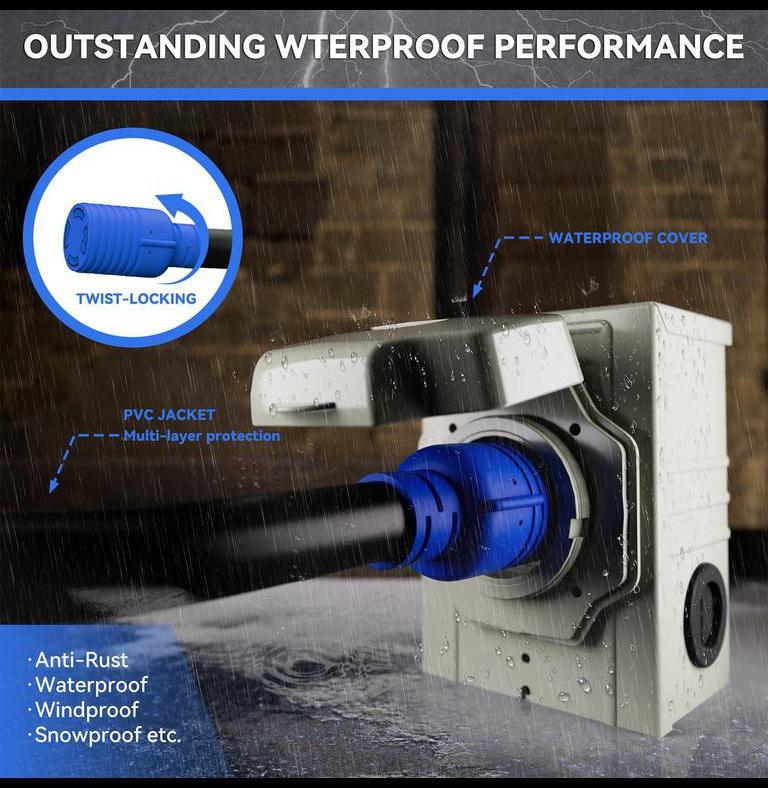 OUTSTANDING WTERPROOF PERFORMANCE
WATERPROOF COVER
TWIST-LOCKING
PVC JACKET
Multi-layer protection
·Anti-Rust
·Waterproof
·Windproof
·Snowproof etc.